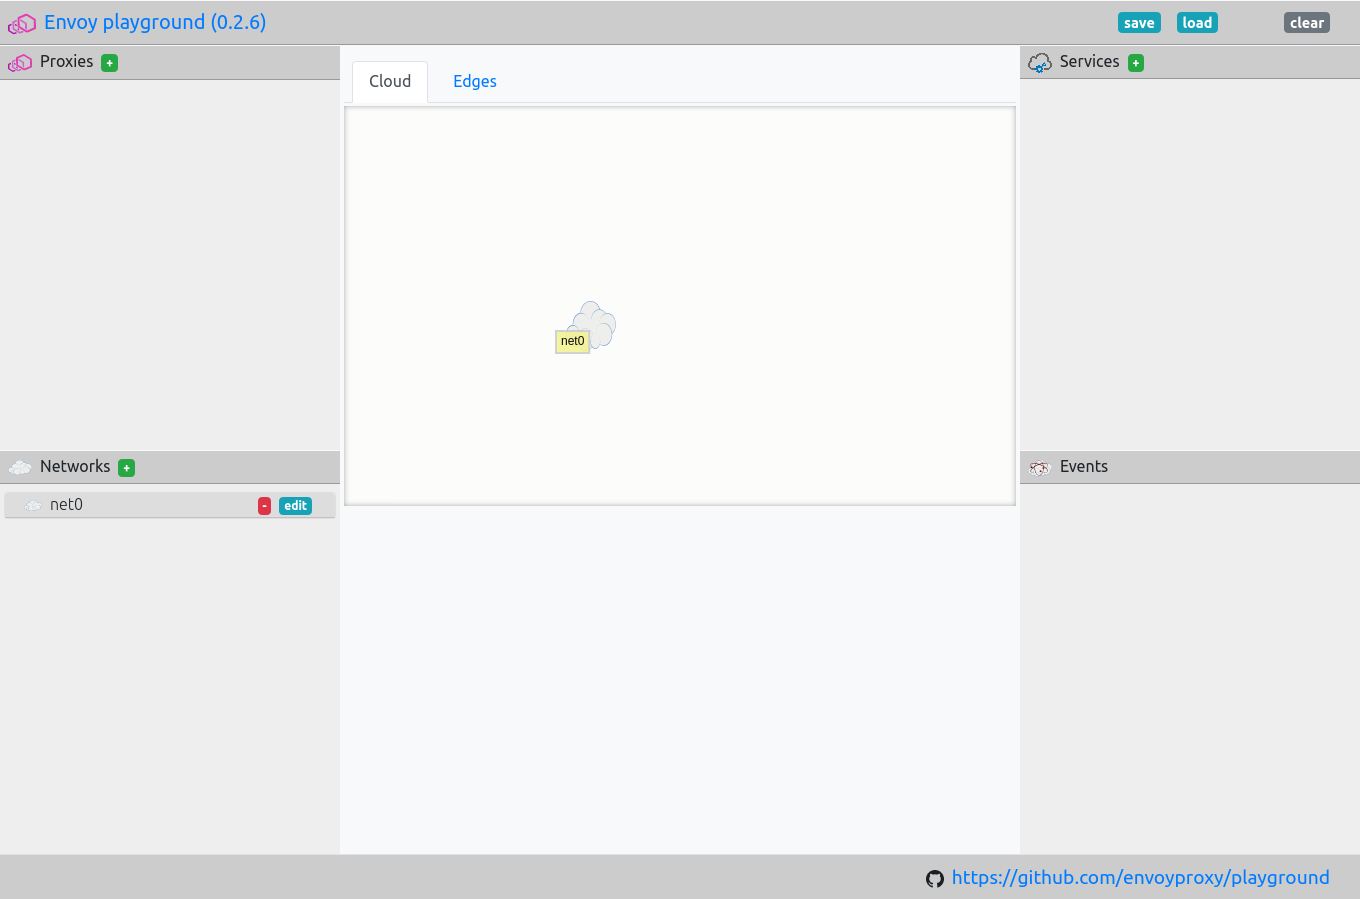 Envoy playground (0.2.6)
save
load
clear
Proxies +
Cloud
Edges
Services +
net0
Networks +
net0
-
edit
Events
https://github.com/envoyproxy/playground